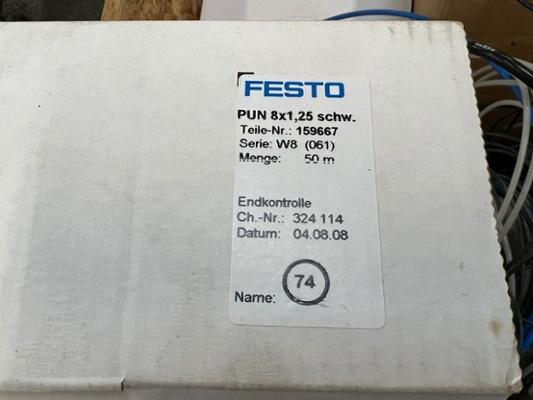 FESTO
PUN 8x1,25 schw.
Teile-Nr.: 159667
Serie: W8 (061)
Menge: 50 m
Endkontrolle
Ch.-Nr.: 324 114
Datum: 04.08.08
74
Name: